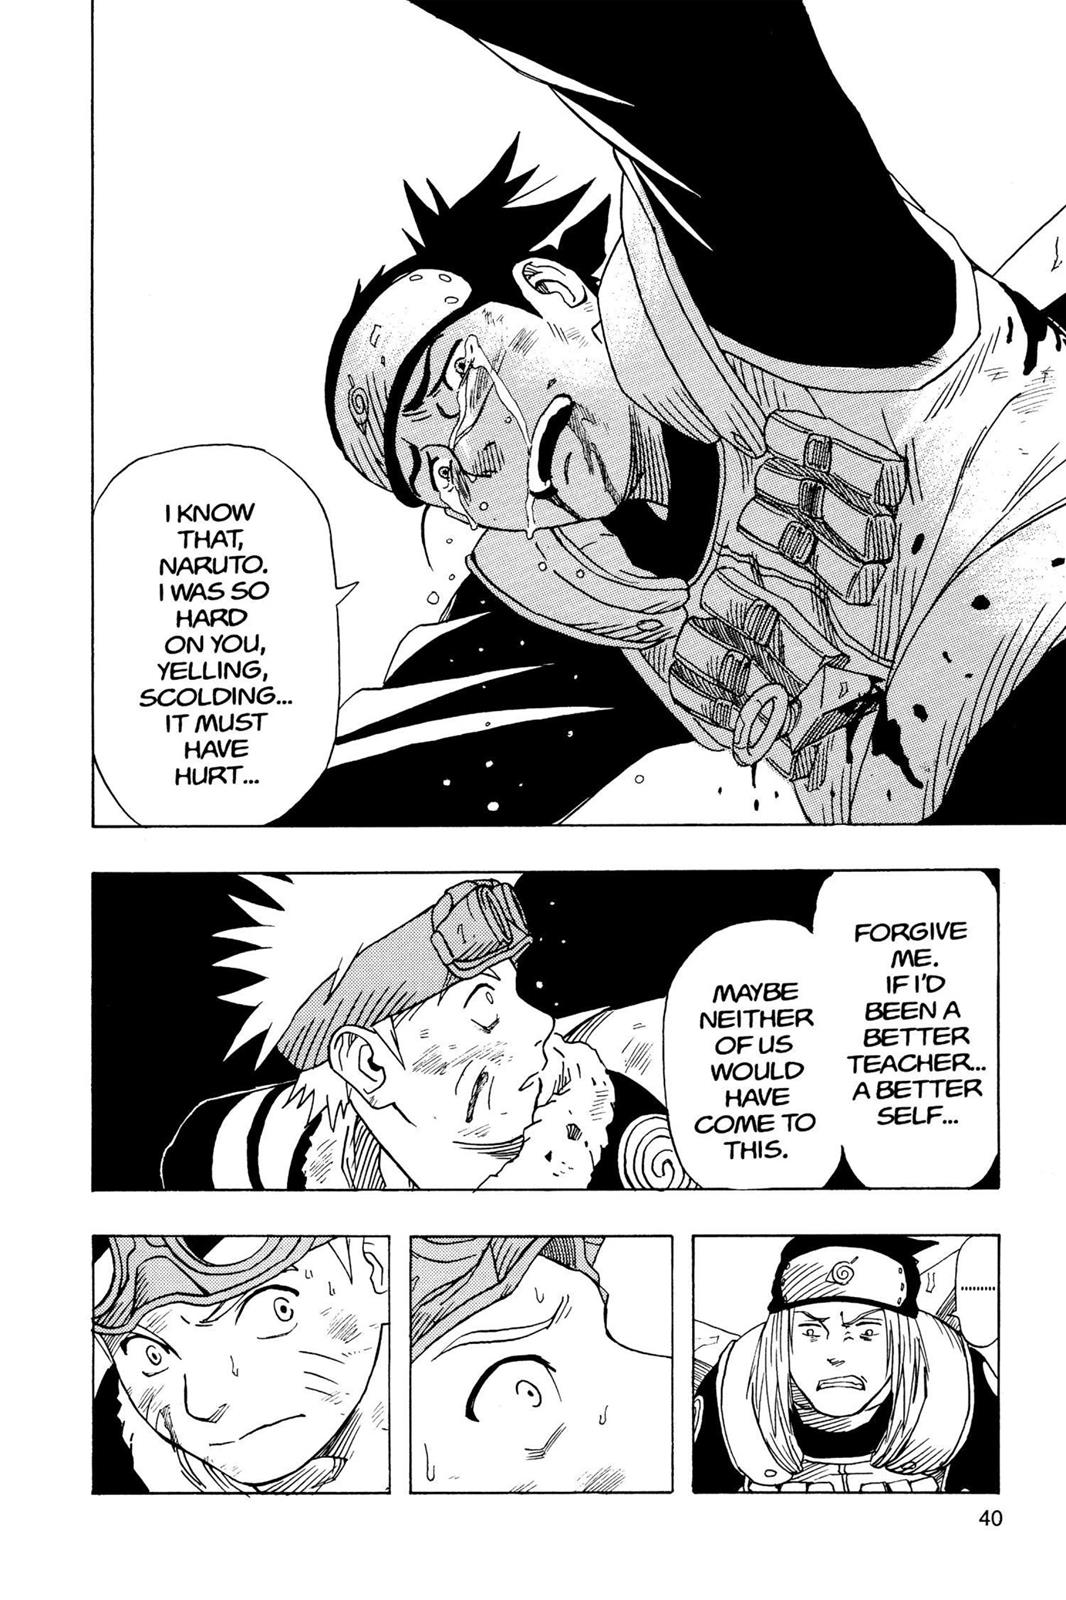 I KNOW
THAT,
NARUTO.
I WAS SO
HARD
ON YOU,
YELLING,
SCOLDING...
IT MUST
HAVE
HURT...
FORGIVE
ME.
IF I'D
BEEN A
BETTER
TEACHER...
A BETTER
SELF...
MAYBE
NEITHER
OF US
WOULD
HAVE
COME TO
THIS.
..........
40